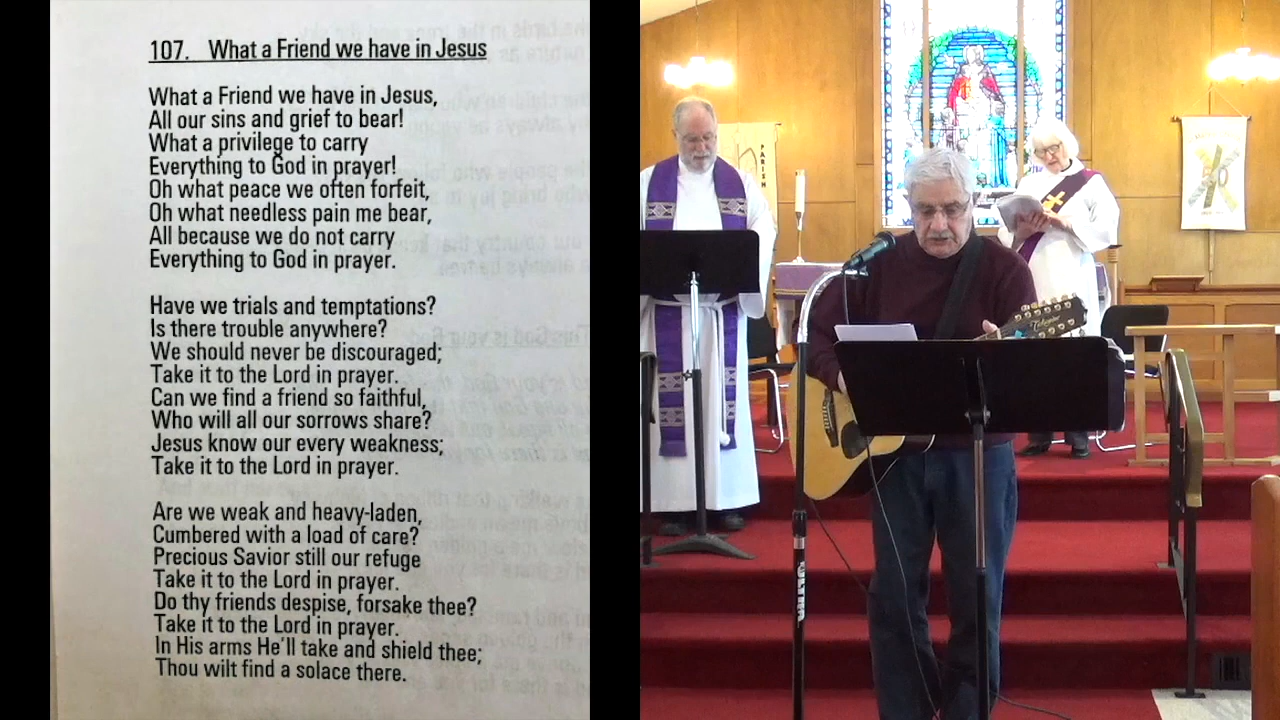 107. What a Friend we have in Jesus
What a Friend we have in Jesus,
All our sins and grief to bear!
What a privilege to carry
Everything to God in prayer!
Oh what peace we often forfeit,
Oh what needless pain me bear,
All because we do not carry
Everything to God in prayer.
Have we trials and temptations?
Is there trouble anywhere?
We should never be discouraged;
Take it to the Lord in prayer.
Can we find a friend so faithful,
Who will all our sorrows share?
Jesus know our every weakness;
Take it to the Lord in prayer.
Are we weak and heavy-laden,
Cumbered with a load of care?
Precious Savior still our refuge
Take it to the Lord in prayer.
Do thy friends despise, forsake thee?
Take it to the Lord in prayer.
In His arms He'll take and shield thee;
Thou wilt find a solace there.
PARISH
Takamine